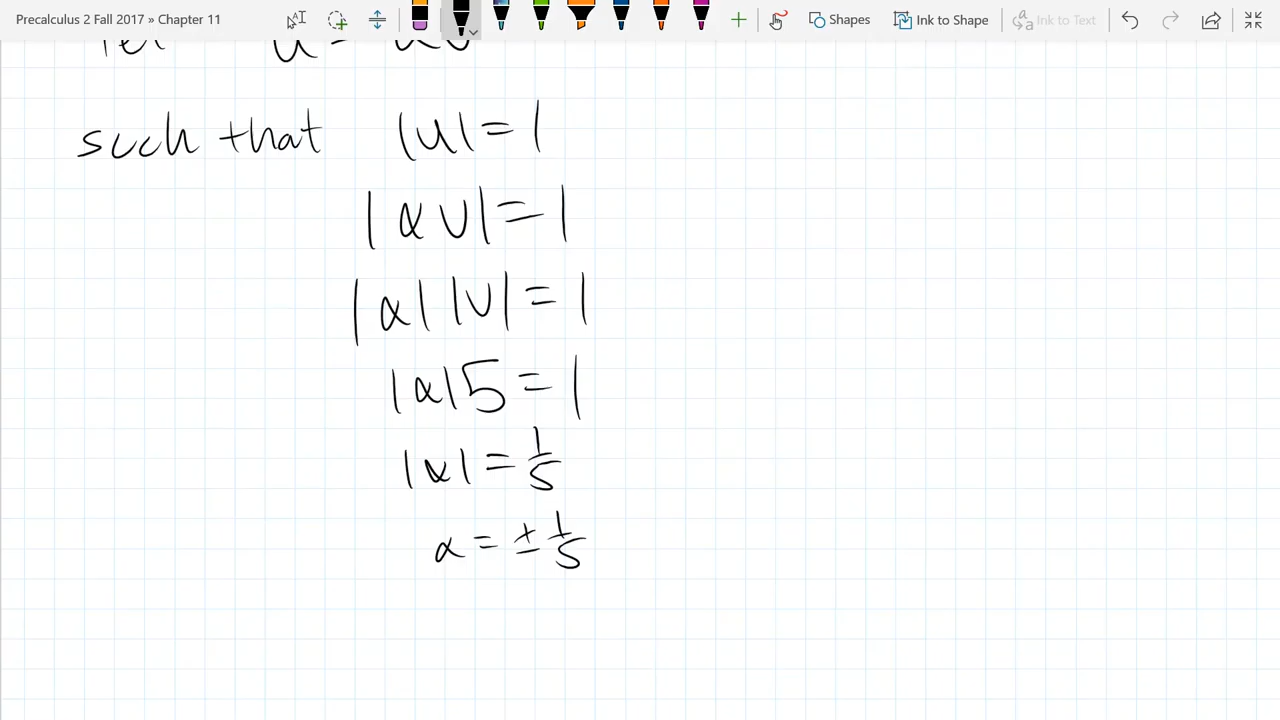 Precalculus 2 Fall 2017 » Chapter 11 Shapes Ink to Shape Ink to Text
such that |u| = 1
|αv| = 1
|α||v| = 1
|α|5 = 1
|α| = 1/5
α = ± 1/5